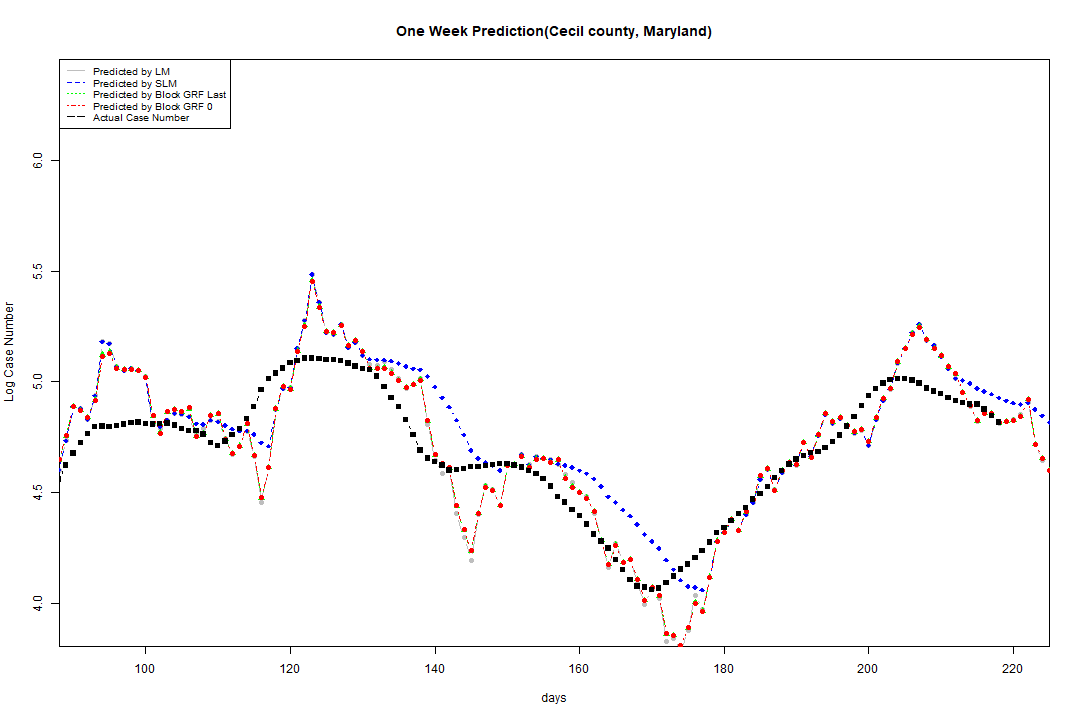 One Week Prediction(Cecil county, Maryland)
Predicted by LM
Predicted by SLM
Predicted by Block GRF Last
Predicted by Block GRF 0
Actual Case Number
Log Case Number
6.0
5.5
5.0
4.5
4.0
100 120 140 160 180 200 220
days